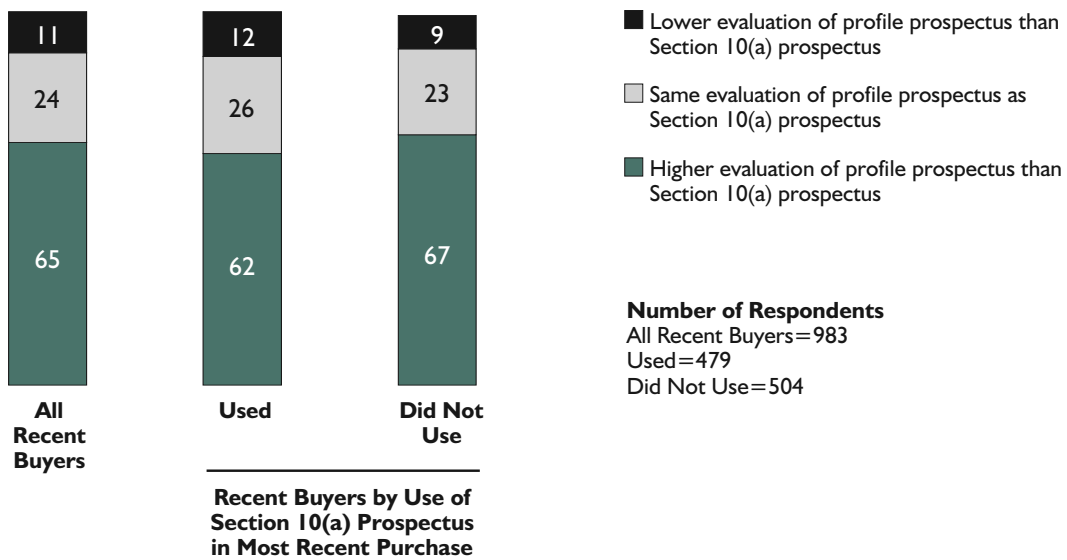 11
24
65
12
26
62
9
23
67
All
Recent
Buyers
Used
Did Not
Use
Recent Buyers by Use of
Section 10(a) Prospectus
in Most Recent Purchase
Lower evaluation of profile prospectus than
Section 10(a) prospectus
Same evaluation of profile prospectus as
Section 10(a) prospectus
Higher evaluation of profile prospectus than
Section 10(a) prospectus
Number of Respondents
All Recent Buyers=983
Used=479
Did Not Use=504